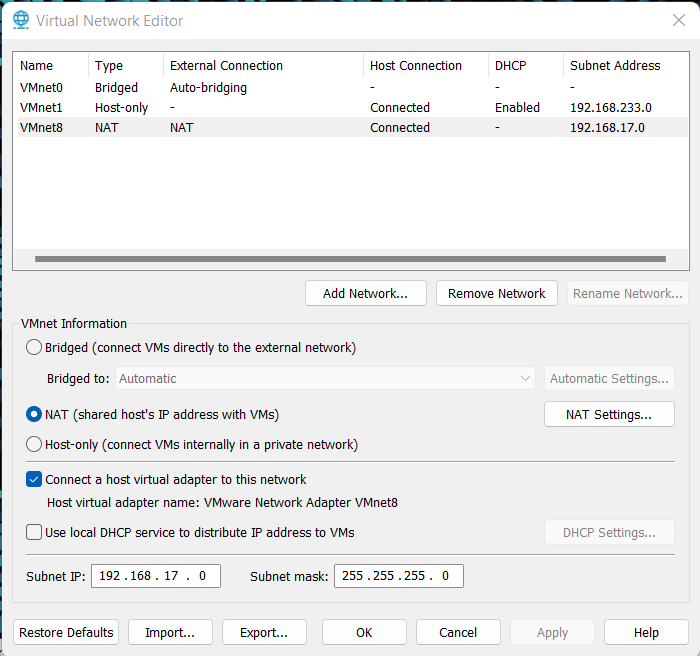 Virtual Network Editor
Name Type External Connection Host Connection DHCP Subnet Address
VMnet0 Bridged Auto-bridging - - -
VMnet1 Host-only - Connected Enabled 192.168.233.0
VMnet8 NAT NAT Connected - 192.168.17.0
Add Network... Remove Network Rename Network...
VMnet Information
Bridged (connect VMs directly to the external network)
Bridged to: Automatic Automatic Settings...
NAT (shared host's IP address with VMs) NAT Settings...
Host-only (connect VMs internally in a private network)
Connect a host virtual adapter to this network
Host virtual adapter name: VMware Network Adapter VMnet8
Use local DHCP service to distribute IP address to VMs DHCP Settings...
Subnet IP: 192 . 168 . 17 . 0 Subnet mask: 255 . 255 . 255 . 0
Restore Defaults Import... Export... OK Cancel Apply Help